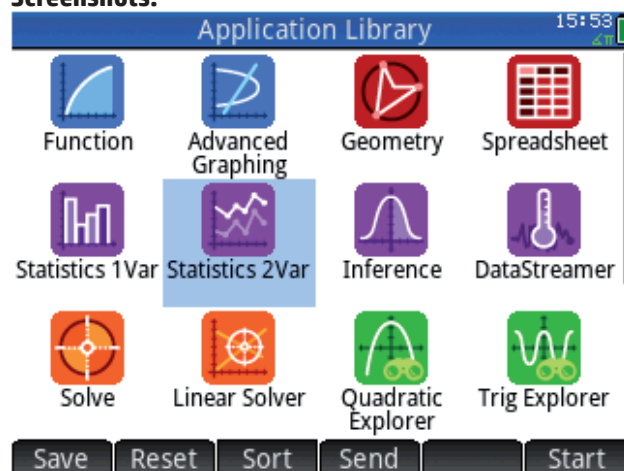 Screenshots:
Application Library 15:53
∡π
Function Advanced Graphing Geometry Spreadsheet
Statistics 1Var Statistics 2Var Inference DataStreamer
Solve Linear Solver Quadratic Explorer Trig Explorer
Save Reset Sort Send Start